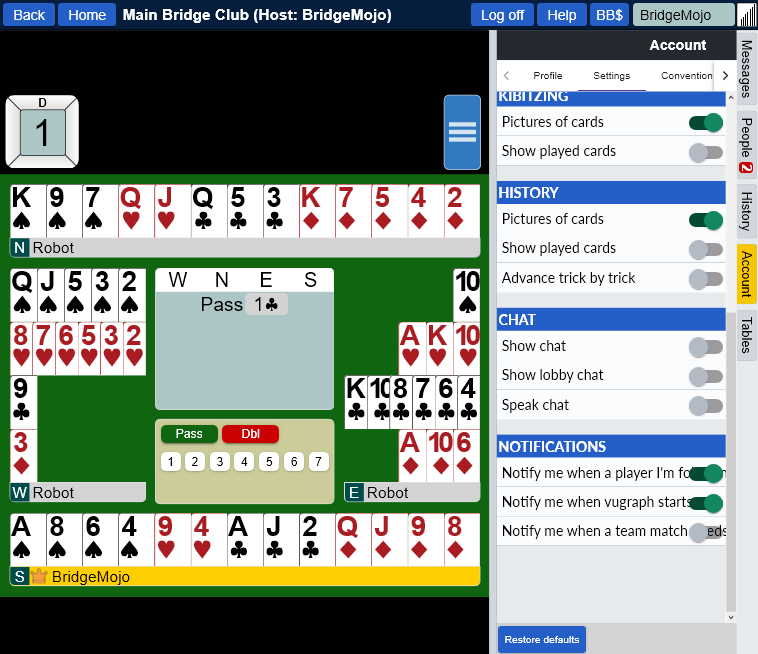 Back Home Main Bridge Club (Host: BridgeMojo) Log off Help BB$ BridgeMojo
Account
Profile Settings Convention
D
1
K 9 7 Q J Q 5 3 K 7 5 4 2
N Robot
Q J 5 3 2
8 7 6 5 3 2
9
3
W Robot
W N E S
Pass 1♣
Pass Dbl
1 2 3 4 5 6 7
10
A K 10
K 10 8 7 6 4
A 10 6
E Robot
A 8 6 4 9 4 A J 2 Q J 9 8
S BridgeMojo
KIBITZING
Pictures of cards
Show played cards
HISTORY
Pictures of cards
Show played cards
Advance trick by trick
CHAT
Show chat
Show lobby chat
Speak chat
NOTIFICATIONS
Notify me when a player I'm fo
Notify me when vugraph starts
Notify me when a team match eds
Restore defaults
Messages
People 2
History
Account
Tables